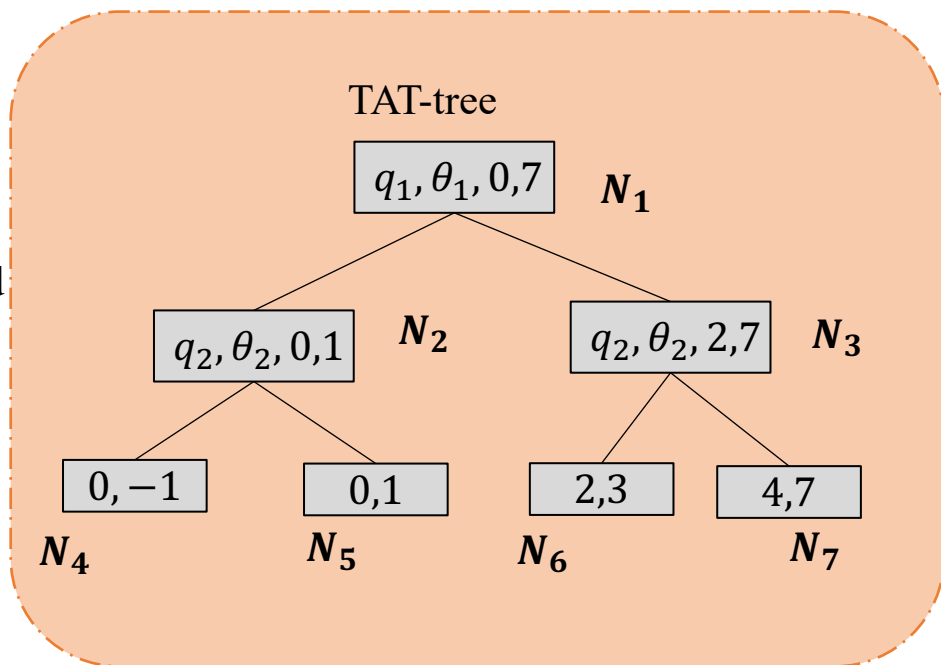 TAT-tree
q₁, θ₁, 0,7
N₁
q₂, θ₂, 0,1
N₂
q₂, θ₂, 2,7
N₃
0, −1
0,1
2,3
4,7
N₄
N₅
N₆
N₇